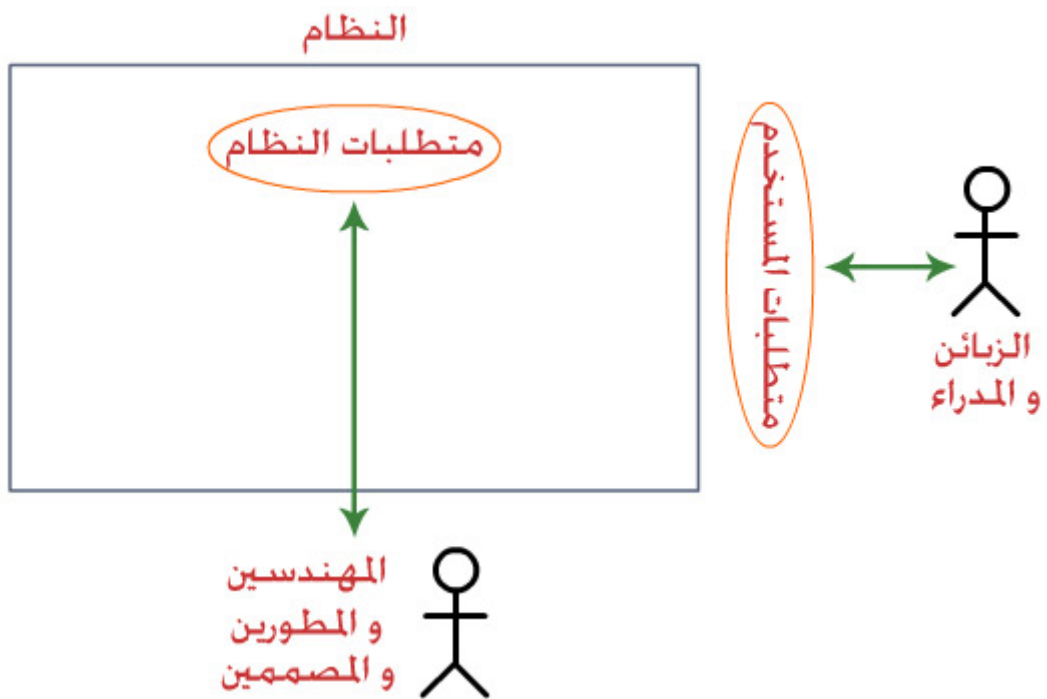 النظام
متطلبات النظام
متطلبات المستخدم
الزبائن
و المدراء
المهندسين
و المطورين
و المصممين